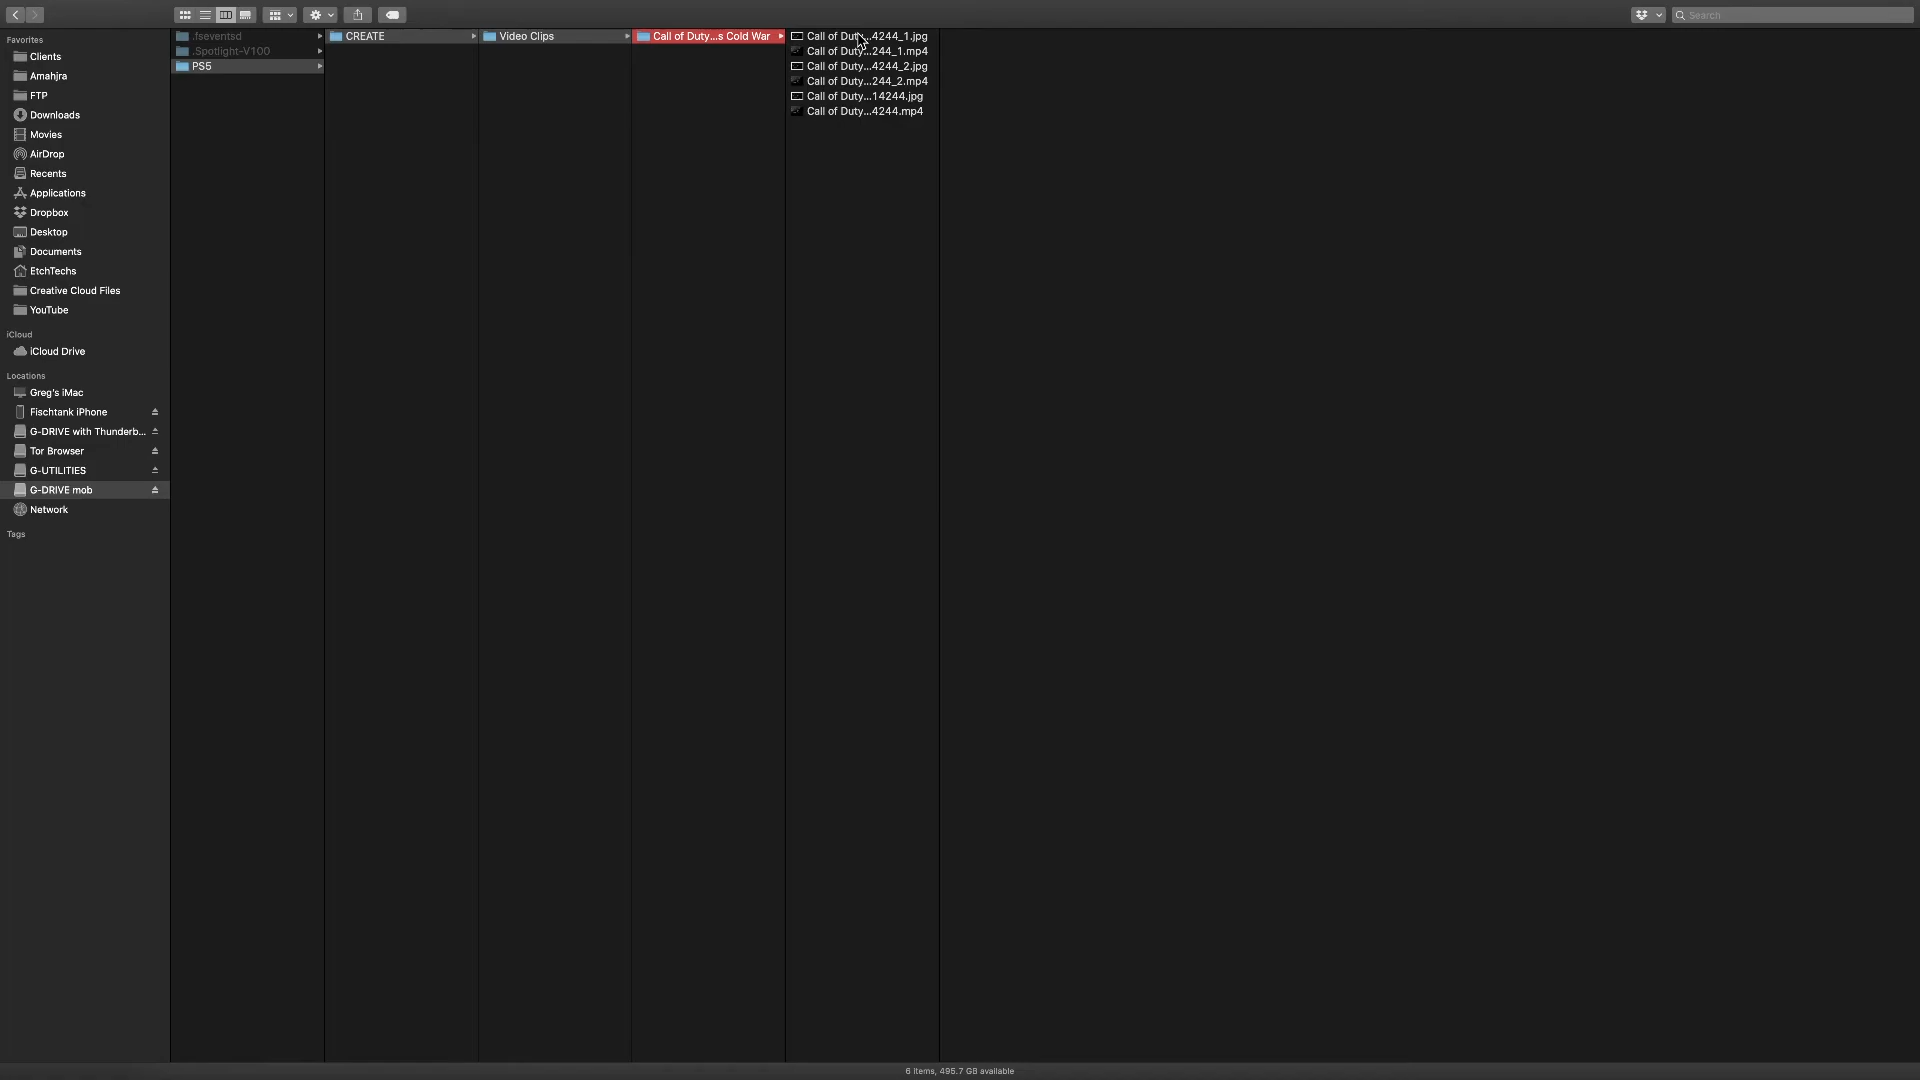 Search
Favorites
Clients
Amahjra
FTP
Downloads
Movies
AirDrop
Recents
Applications
Dropbox
Desktop
Documents
EtchTechs
Creative Cloud Files
YouTube
iCloud
iCloud Drive
Locations
Greg's iMac
Fischtank iPhone
G-DRIVE with Thunderb...
Tor Browser
G-UTILITIES
G-DRIVE mob
Network
Tags
.fseventsd
.Spotlight-V100
PS5
CREATE
Video Clips
Call of Duty...s Cold War
Call of Duty...4244_1.jpg
Call of Duty...244_1.mp4
Call of Duty...4244_2.jpg
Call of Duty...244_2.mp4
Call of Duty...14244.jpg
Call of Duty...4244.mp4
6 items, 495.7 GB available